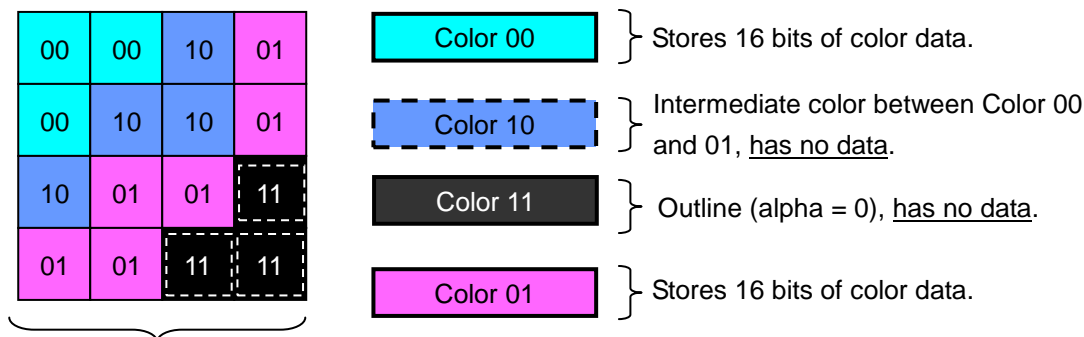 00 00 10 01
00 10 10 01
10 01 01 11
01 01 11 11
Color 00
Stores 16 bits of color data.
Color 10
Intermediate color between Color 00
and 01, has no data.
Color 11
Outline (alpha = 0), has no data.
Color 01
Stores 16 bits of color data.